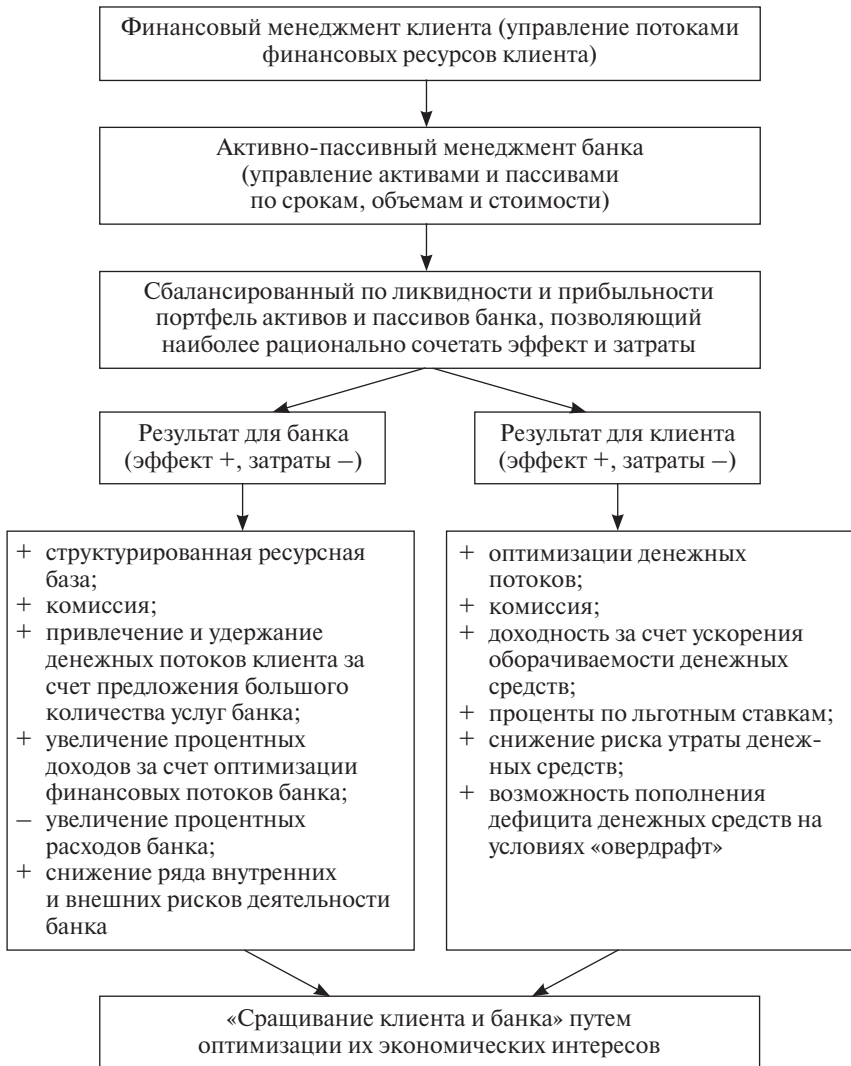 Финансовый менеджмент клиента (управление потоками
финансовых ресурсов клиента)
Активно-пассивный менеджмент банка
(управление активами и пассивами
по срокам, объемам и стоимости)
Сбалансированный по ликвидности и прибыльности
портфель активов и пассивов банка, позволяющий
наиболее рационально сочетать эффект и затраты
Результат для банка
(эффект +, затраты –)
Результат для клиента
(эффект +, затраты –)
+ структурированная ресурсная
база;
+ комиссия;
+ привлечение и удержание
денежных потоков клиента за
счет предложения большого
количества услуг банка;
+ увеличение процентных
доходов за счет оптимизации
финансовых потоков банка;
– увеличение процентных
расходов банка;
+ снижение ряда внутренних
и внешних рисков деятельности
банка
+ оптимизации денежных
потоков;
+ комиссия;
+ доходность за счет ускорения
оборачиваемости денежных
средств;
+ проценты по льготным ставкам;
+ снижение риска утраты денеж-
ных средств;
+ возможность пополнения
дефицита денежных средств на
условиях «овердрафт»
«Сращивание клиента и банка» путем
оптимизации их экономических интересов